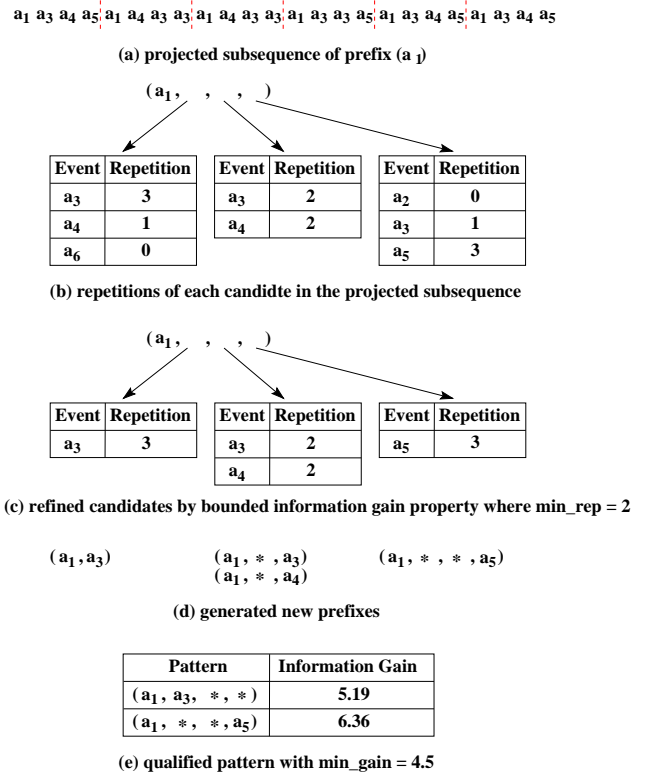 a1 a3 a4 a5 a1 a4 a3 a3 a1 a4 a3 a3 a1 a3 a3 a5 a1 a3 a4 a5 a1 a3 a4 a5
(a) projected subsequence of prefix (a 1)
(a1, , , )
Event Repetition Event Repetition Event Repetition
a3 3 a3 2 a2 0
a4 1 a4 2 a3 1
a6 0 a5 3
(b) repetitions of each candidte in the projected subsequence
(a1, , , )
Event Repetition Event Repetition Event Repetition
a3 3 a3 2 a5 3
a4 2
(c) refined candidates by bounded information gain property where min_rep = 2
(a1,a3) (a1, * ,a3) (a1, * , * ,a5)
(a1, * ,a4)
(d) generated new prefixes
Pattern Information Gain
(a1, a3, *, *) 5.19
(a1, *, *, a5) 6.36
(e) qualified pattern with min_gain = 4.5